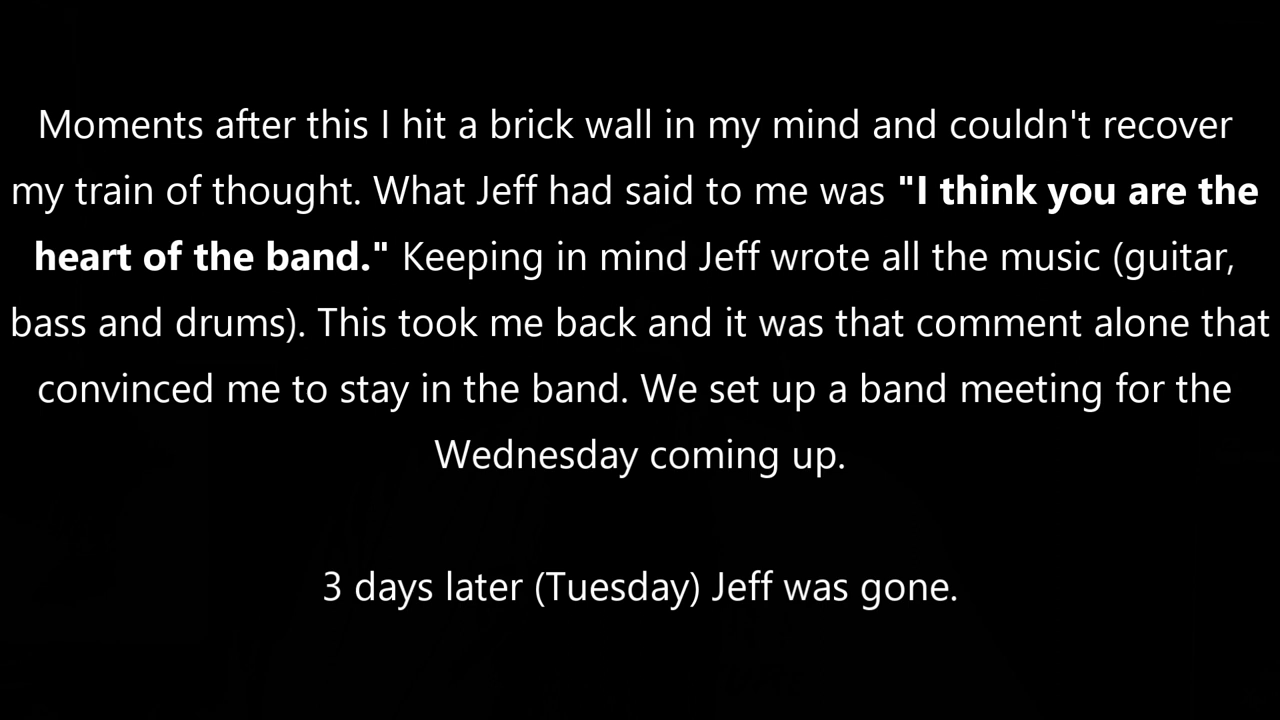 Moments after this I hit a brick wall in my mind and couldn't recover
my train of thought. What Jeff had said to me was "I think you are the
heart of the band." Keeping in mind Jeff wrote all the music (guitar,
bass and drums). This took me back and it was that comment alone that
convinced me to stay in the band. We set up a band meeting for the
Wednesday coming up.
3 days later (Tuesday) Jeff was gone.